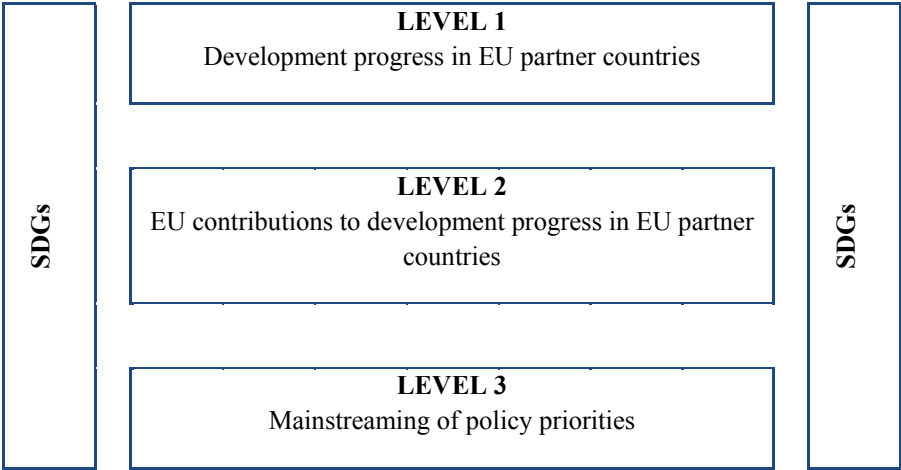 LEVEL 1
Development progress in EU partner countries
SDGs
LEVEL 2
EU contributions to development progress in EU partner
countries
SDGs
LEVEL 3
Mainstreaming of policy priorities